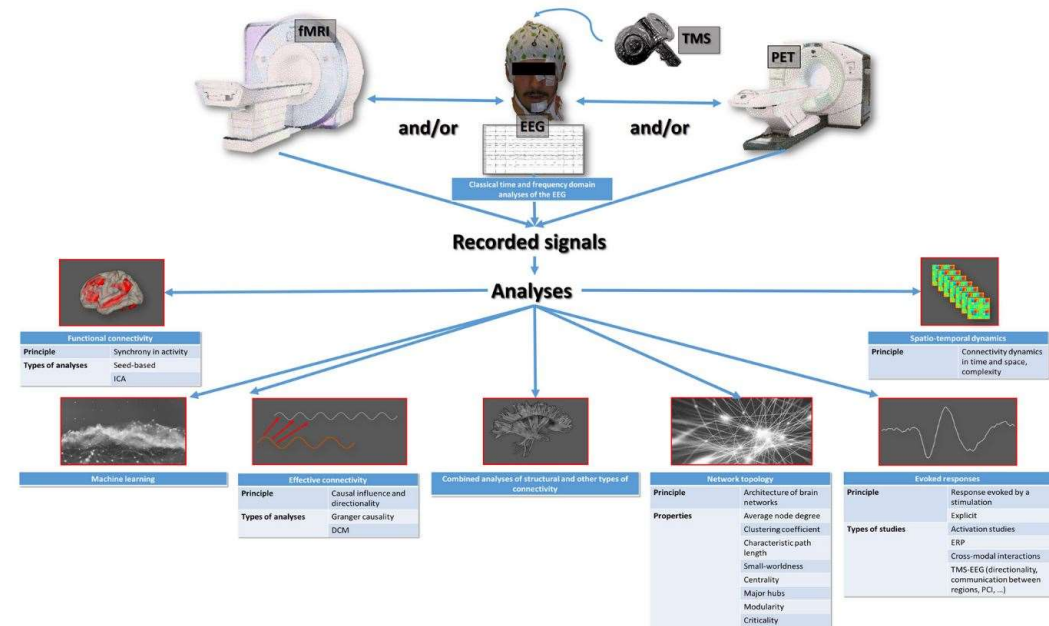 fMRI
TMS
PET
and/or
EEG
and/or
Classical time and frequency domain
analyses of the EEG
Recorded signals
Analyses
Functional connectivity
Principle Synchrony in activity
Types of analyses Seed-based
ICA
Spatio-temporal dynamics
Principle Connectivity dynamics
in time and space,
complexity
Machine learning
Effective connectivity
Principle Causal influence and
directionality
Types of analyses Granger causality
DCM
Combined analyses of structural and other types of
connectivity
Network topology
Principle Architecture of brain
networks
Properties Average node degree
Clustering coefficient
Characteristic path
length
Small-worldness
Centrality
Major hubs
Modularity
Criticality
Evoked responses
Principle Response evoked by a
stimulation
Explicit
Types of studies Activation studies
ERP
Cross-modal interactions
TMS-EEG (directionality,
communication between
regions, PCI, ...)